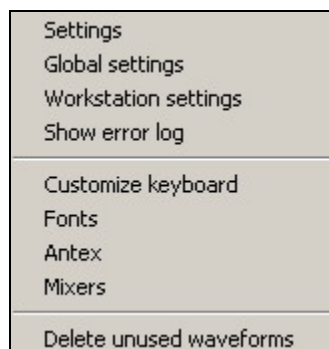 Settings
Global settings
Workstation settings
Show error log
Customize keyboard
Fonts
Antex
Mixers
Delete unused waveforms